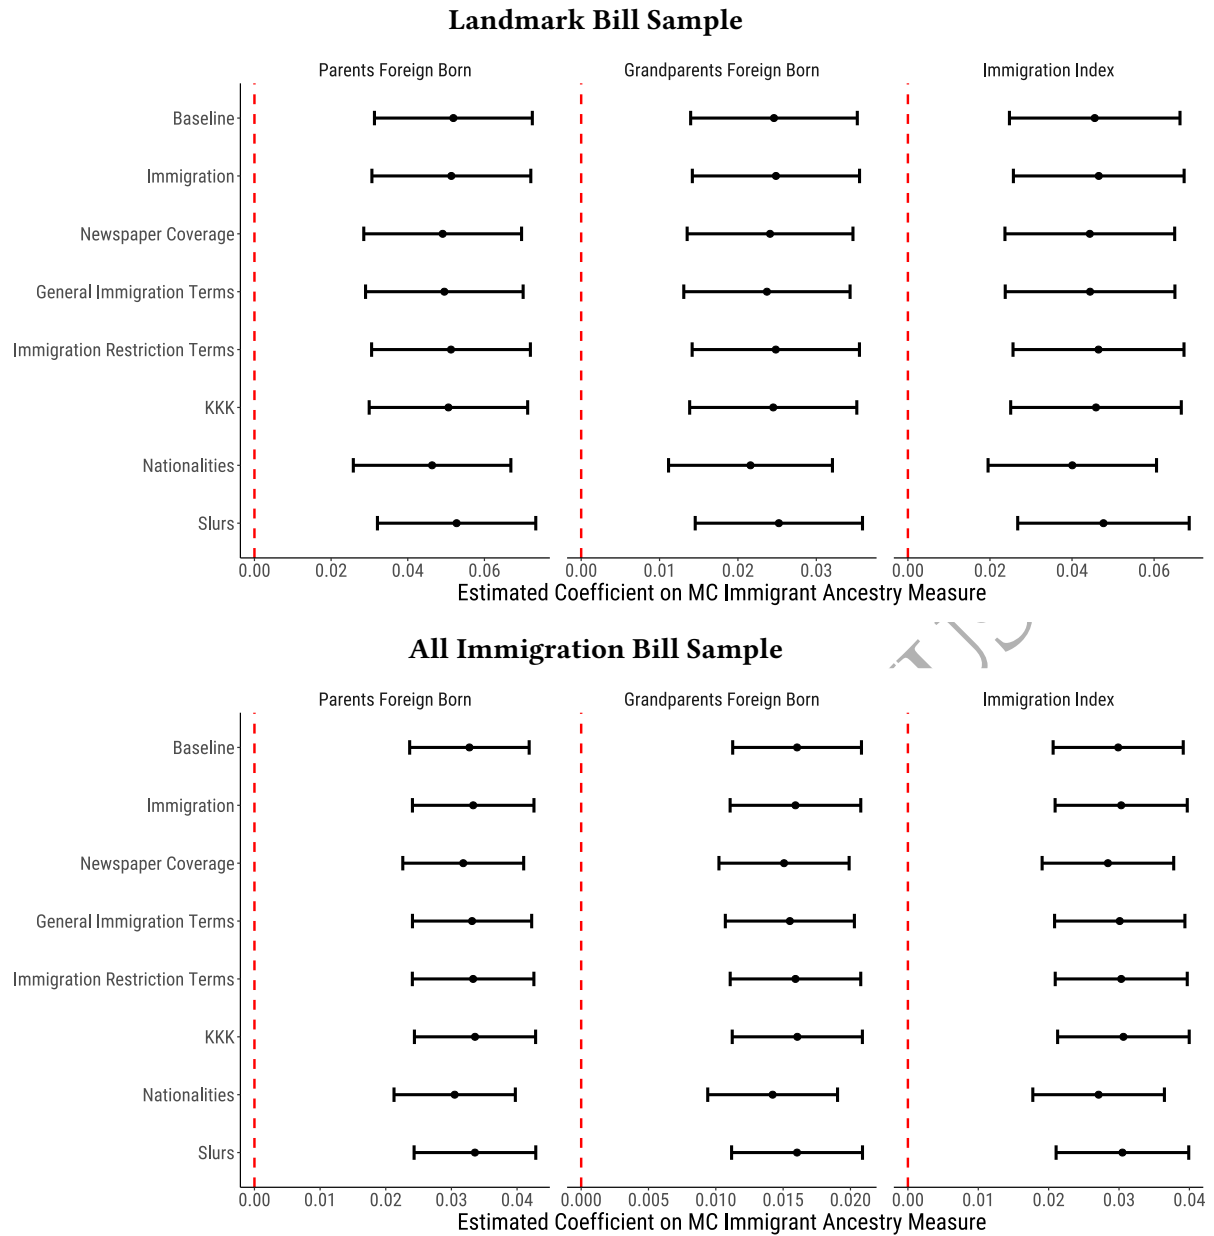 Landmark Bill Sample
Parents Foreign Born Grandparents Foreign Born Immigration Index
Baseline
Immigration
Newspaper Coverage
General Immigration Terms
Immigration Restriction Terms
KKK
Nationalities
Slurs
0.00 0.02 0.04 0.06 0.00 0.01 0.02 0.03 0.00 0.02 0.04 0.06
Estimated Coefficient on MC Immigrant Ancestry Measure
All Immigration Bill Sample
Parents Foreign Born Grandparents Foreign Born Immigration Index
Baseline
Immigration
Newspaper Coverage
General Immigration Terms
Immigration Restriction Terms
KKK
Nationalities
Slurs
0.00 0.01 0.02 0.03 0.04 0.000 0.005 0.010 0.015 0.020 0.00 0.01 0.02 0.03 0.04
Estimated Coefficient on MC Immigrant Ancestry Measure